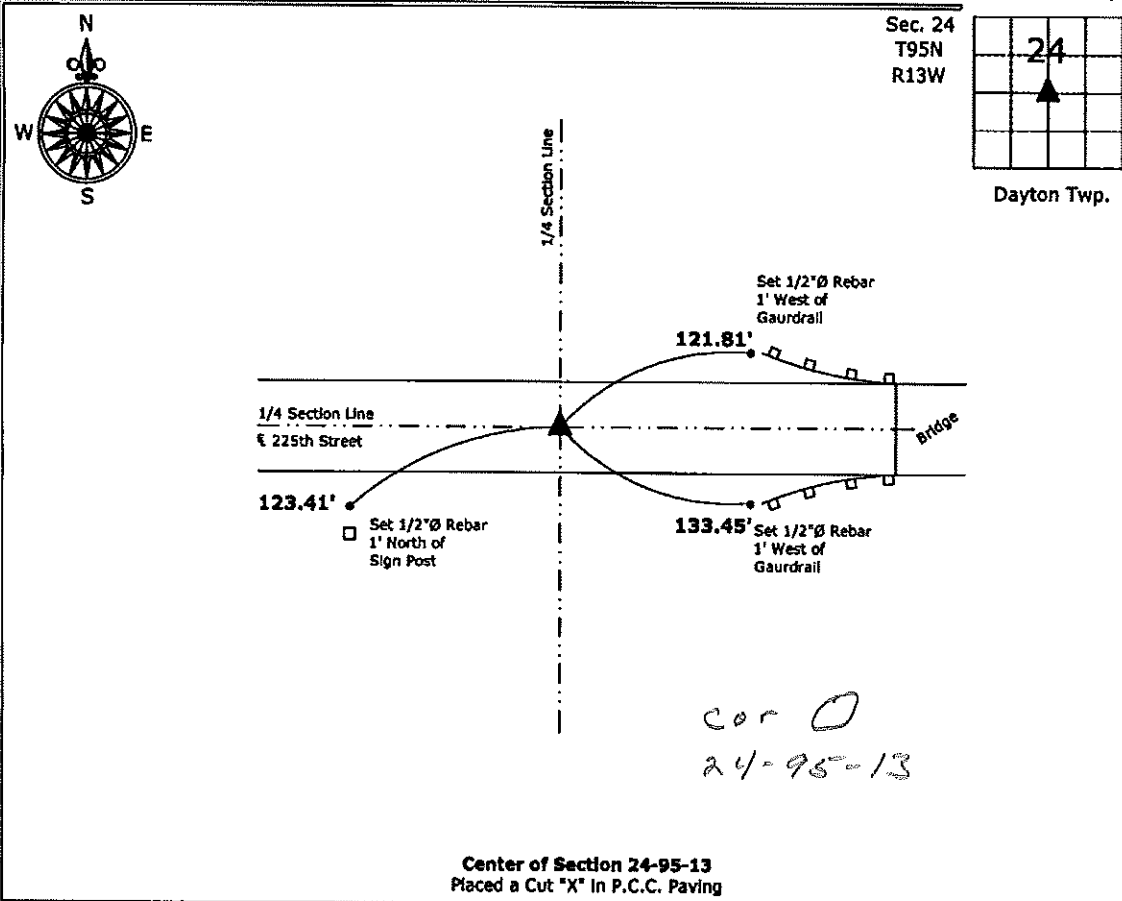 N
W
E
S
Sec. 24
T95N
R13W
24
Dayton Twp.
1/4 Section Line
Set 1/2"Ø Rebar
1' West of
Gaurdrail
121.81'
1/4 Section Line
℄ 225th Street
Bridge
123.41'
Set 1/2"Ø Rebar
1' North of
Sign Post
133.45'
Set 1/2"Ø Rebar
1' West of
Gaurdrail
cor
24-95-13
Center of Section 24-95-13
Placed a Cut "X" in P.C.C. Paving